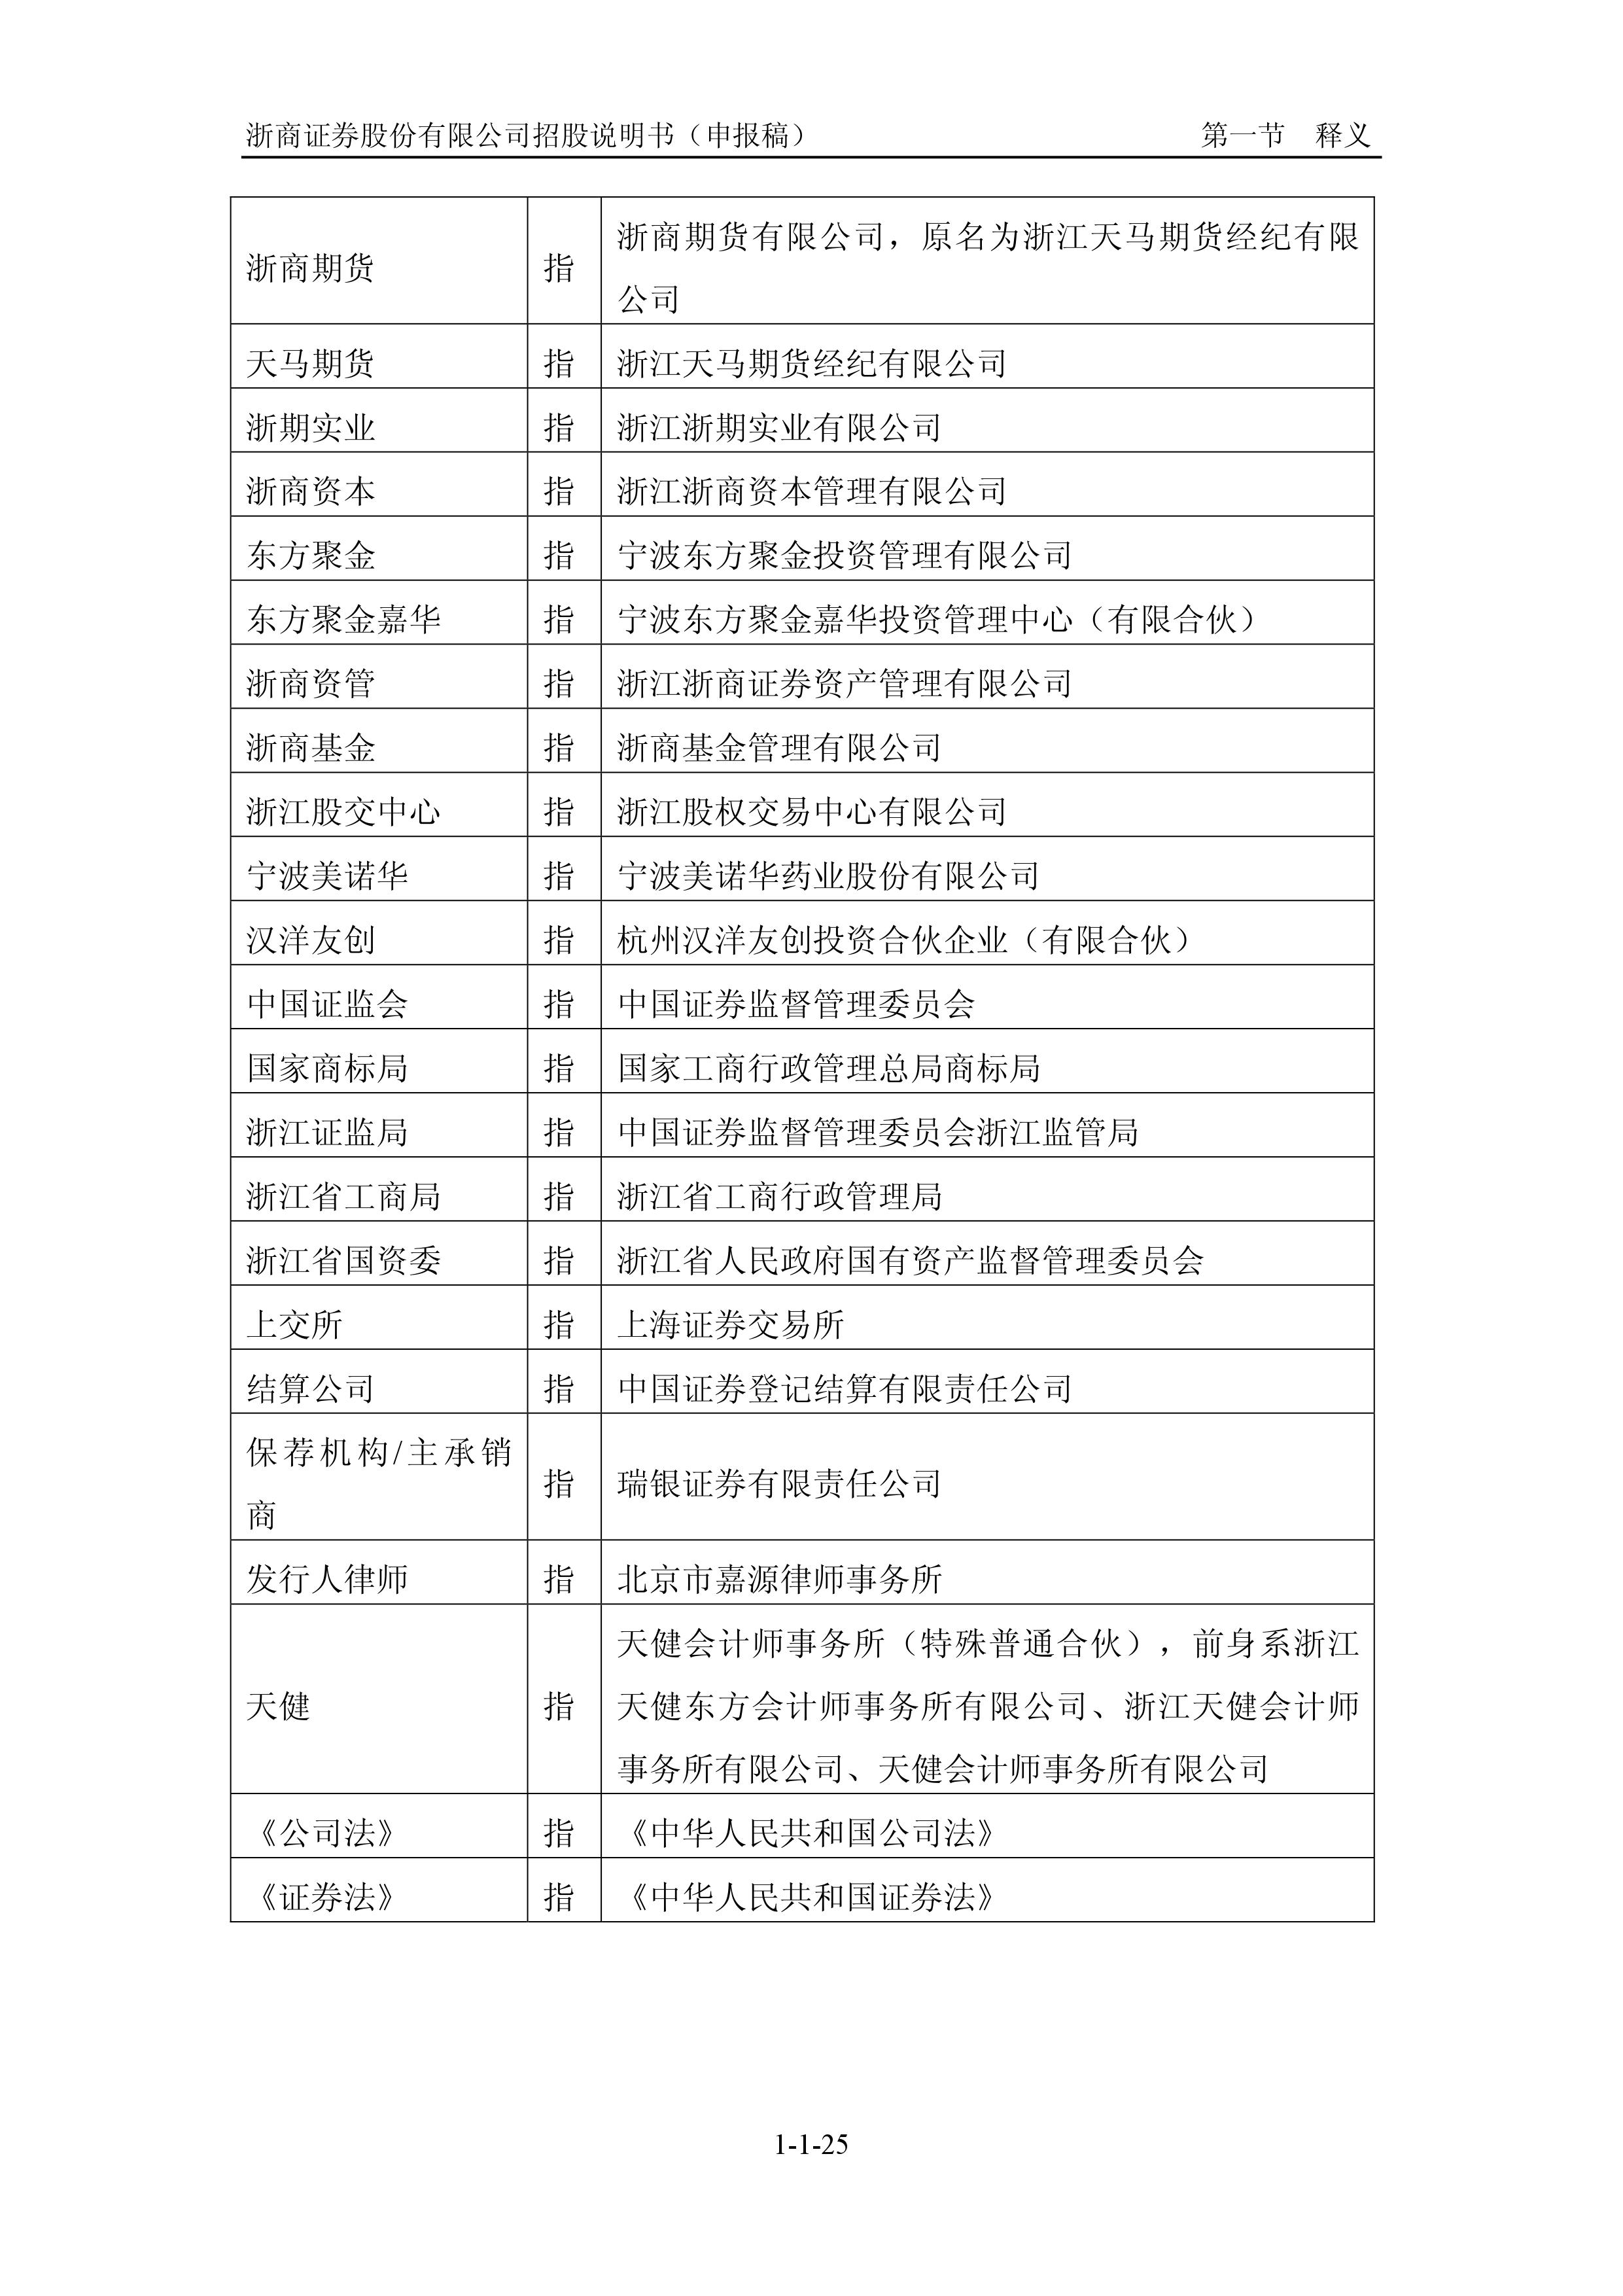 浙商证券股份有限公司招股说明书（申报稿） 第一节 释义
浙商期货 指 浙商期货有限公司，原名为浙江天马期货经纪有限
公司
天马期货 指 浙江天马期货经纪有限公司
浙期实业 指 浙江浙期实业有限公司
浙商资本 指 浙江浙商资本管理有限公司
东方聚金 指 宁波东方聚金投资管理有限公司
东方聚金嘉华 指 宁波东方聚金嘉华投资管理中心（有限合伙）
浙商资管 指 浙江浙商证券资产管理有限公司
浙商基金 指 浙商基金管理有限公司
浙江股交中心 指 浙江股权交易中心有限公司
宁波美诺华 指 宁波美诺华药业股份有限公司
汉洋友创 指 杭州汉洋友创投资合伙企业（有限合伙）
中国证监会 指 中国证券监督管理委员会
国家商标局 指 国家工商行政管理总局商标局
浙江证监局 指 中国证券监督管理委员会浙江监管局
浙江省工商局 指 浙江省工商行政管理局
浙江省国资委 指 浙江省人民政府国有资产监督管理委员会
上交所 指 上海证券交易所
结算公司 指 中国证券登记结算有限责任公司
保荐机构/主承销
商
指 瑞银证券有限责任公司
发行人律师 指 北京市嘉源律师事务所
天健 指 天健会计师事务所（特殊普通合伙），前身系浙江
天健东方会计师事务所有限公司、浙江天健会计师
事务所有限公司、天健会计师事务所有限公司
《公司法》 指 《中华人民共和国公司法》
《证券法》 指 《中华人民共和国证券法》
1-1-25